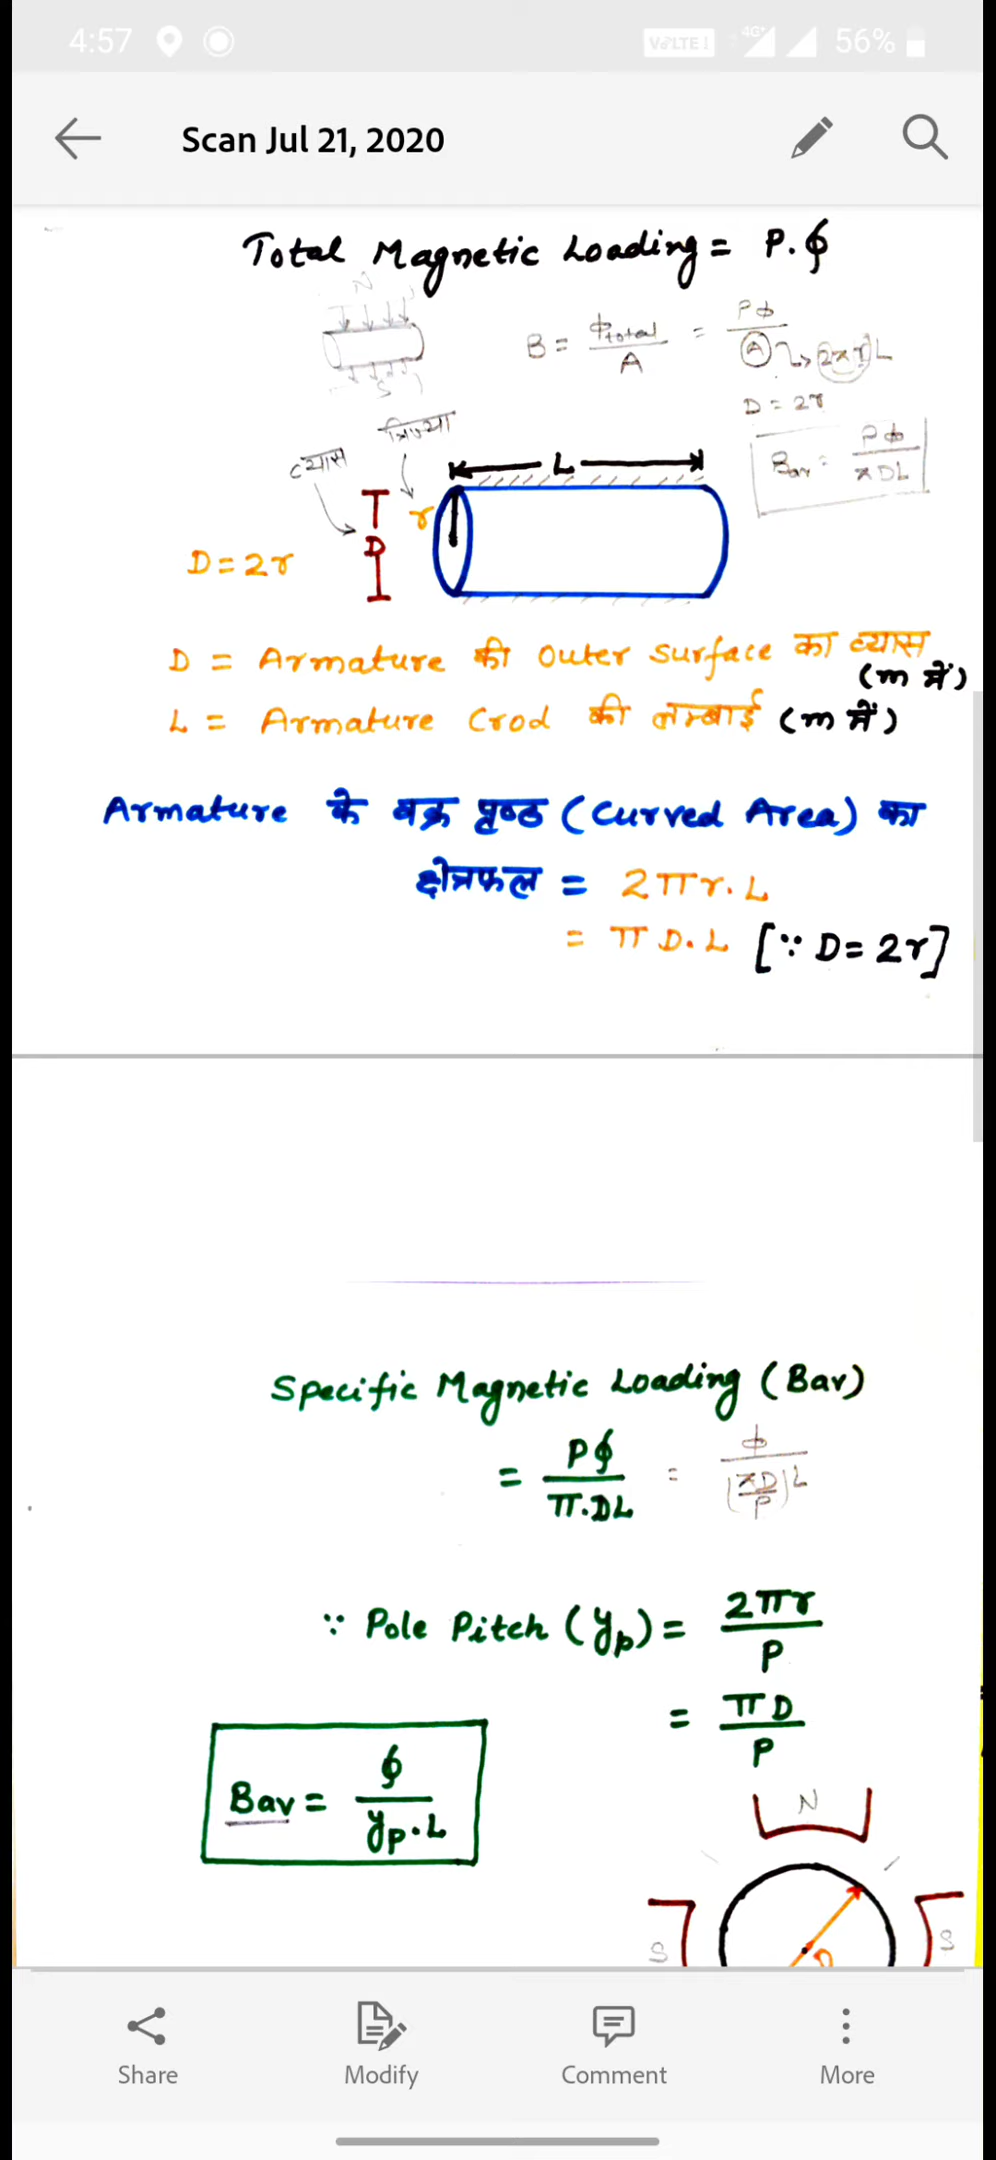 4:57 VoLTE 4G+ 56%
Scan Jul 21, 2020
Total Magnetic Loading = P.ϕ
N
S
B = ϕtotal / A = Pϕ / A → 2πrL
D = 2r
Bav = Pϕ / πDL
त्रिज्या
व्यास
L
r
D
D = 2r
D = Armature की outer surface का व्यास
(m में)
L = Armature Crod की लम्बाई (m में)
Armature के वक्र पृष्ठ (Curved Area) का
क्षेत्रफल = 2πr.L
= πD.L [∵ D = 2r]
Specific Magnetic Loading (Bav)
= Pϕ / π.DL = ϕ / (πD/P)L
∵ Pole Pitch (yp) = 2πr / P
= πD / P
Bav = ϕ / yp.L
N
S
S
D
Share
Modify
Comment
More